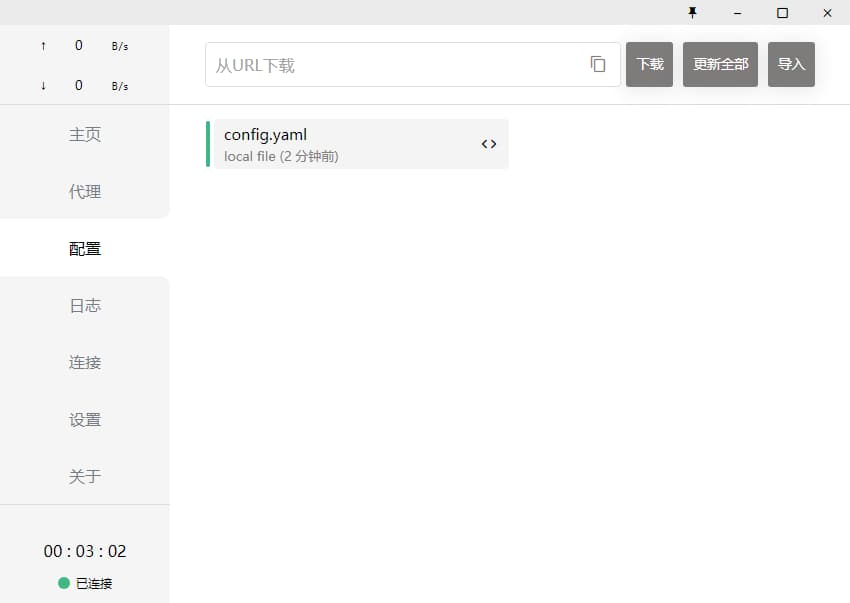 ↑ 0 B/s
↓ 0 B/s
从URL下载
下载
更新全部
导入
主页
代理
配置
日志
连接
设置
关于
config.yaml
local file (2 分钟前)
00 : 03 : 02
已连接